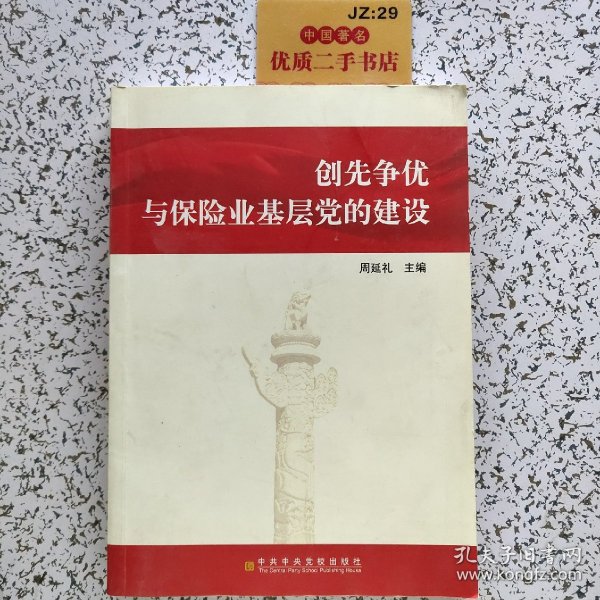 JZ:29
中国著名
优质二手书店
创先争优
与保险业基层党的建设
周延礼 主编
中共中央党校出版社
The Central Party School Publishing House
孔夫子旧书网
www.kongfz.com